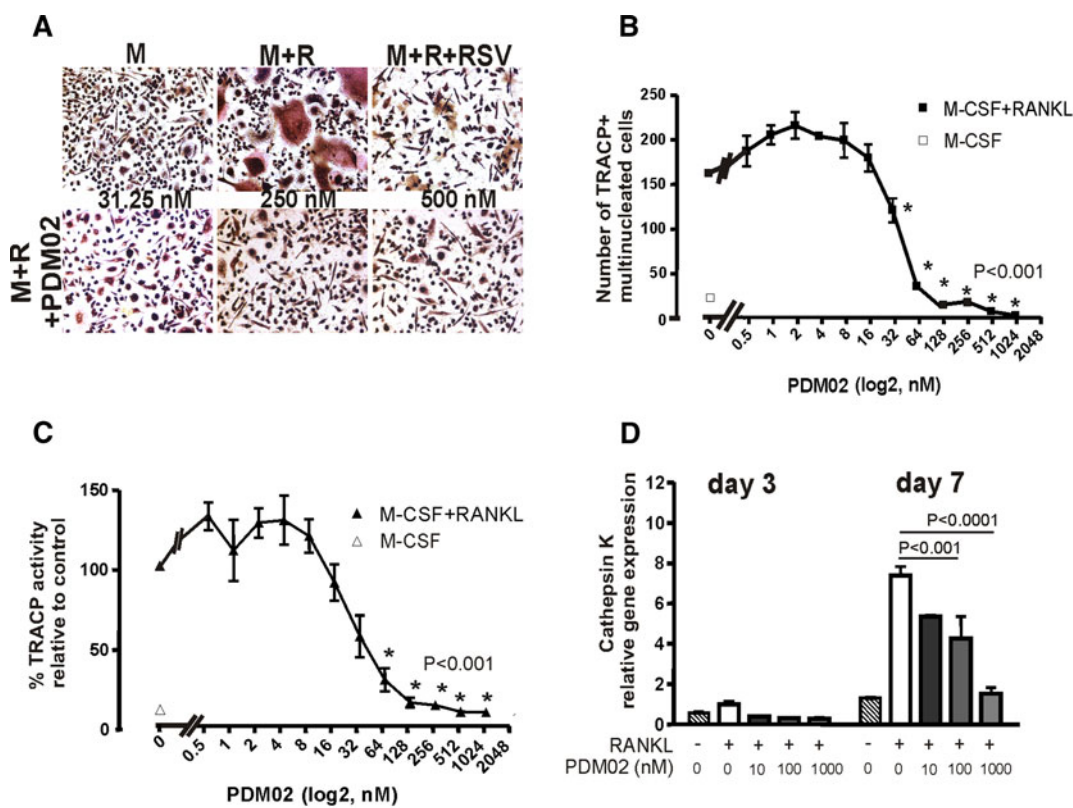 A
M
M+R
M+R+RSV
31.25 nM
250 nM
500 nM
M+R
+PDM02
B
250
200
150
100
50
0
Number of TRACP+
multinucleated cells
M-CSF+RANKL
M-CSF
*
*
*
*
*
*
P<0.001
0
0.5
1
2
4
8
16
32
64
128
256
512
1024
2048
PDM02 (log2, nM)
C
150
100
50
0
% TRACP activity
relative to control
M-CSF+RANKL
M-CSF
P<0.001
*
*
*
*
*
0
0.5
1
2
4
8
16
32
64
128
256
512
1024
2048
PDM02 (log2, nM)
D
12
10
8
6
4
2
0
Cathepsin K
relative gene expression
day 3
day 7
P<0.0001
P<0.001
RANKL - + + + + - + + + +
PDM02 (nM) 0 0 10 100 1000 0 0 10 100 1000